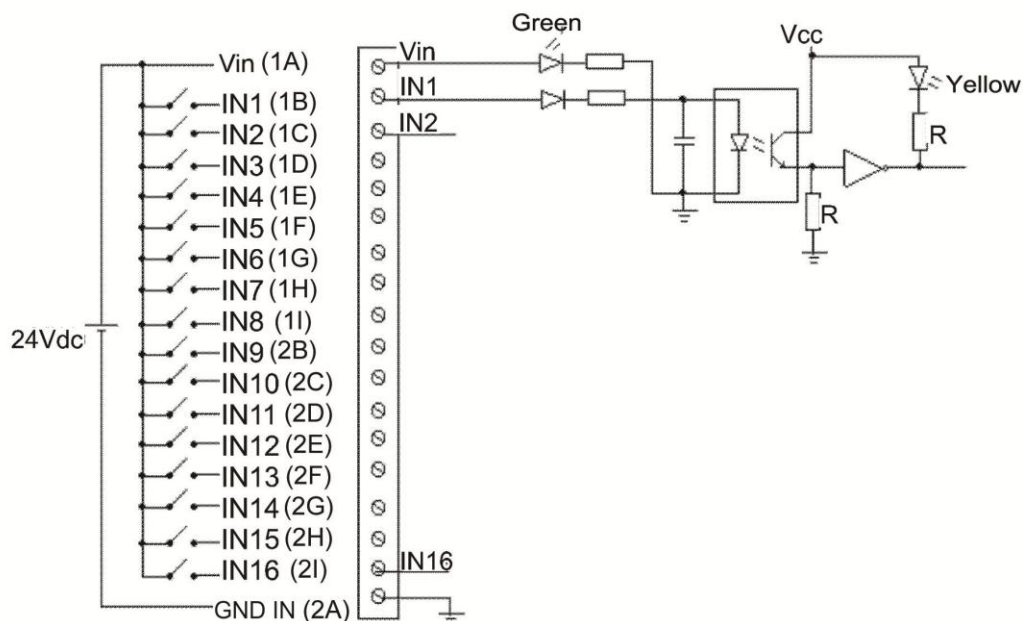 Green
Vcc
Yellow
R
R
Vin
IN1
IN2
IN16
24Vdc
Vin (1A)
IN1 (1B)
IN2 (1C)
IN3 (1D)
IN4 (1E)
IN5 (1F)
IN6 (1G)
IN7 (1H)
IN8 (1I)
IN9 (2B)
IN10 (2C)
IN11 (2D)
IN12 (2E)
IN13 (2F)
IN14 (2G)
IN15 (2H)
IN16 (2I)
GND IN (2A)